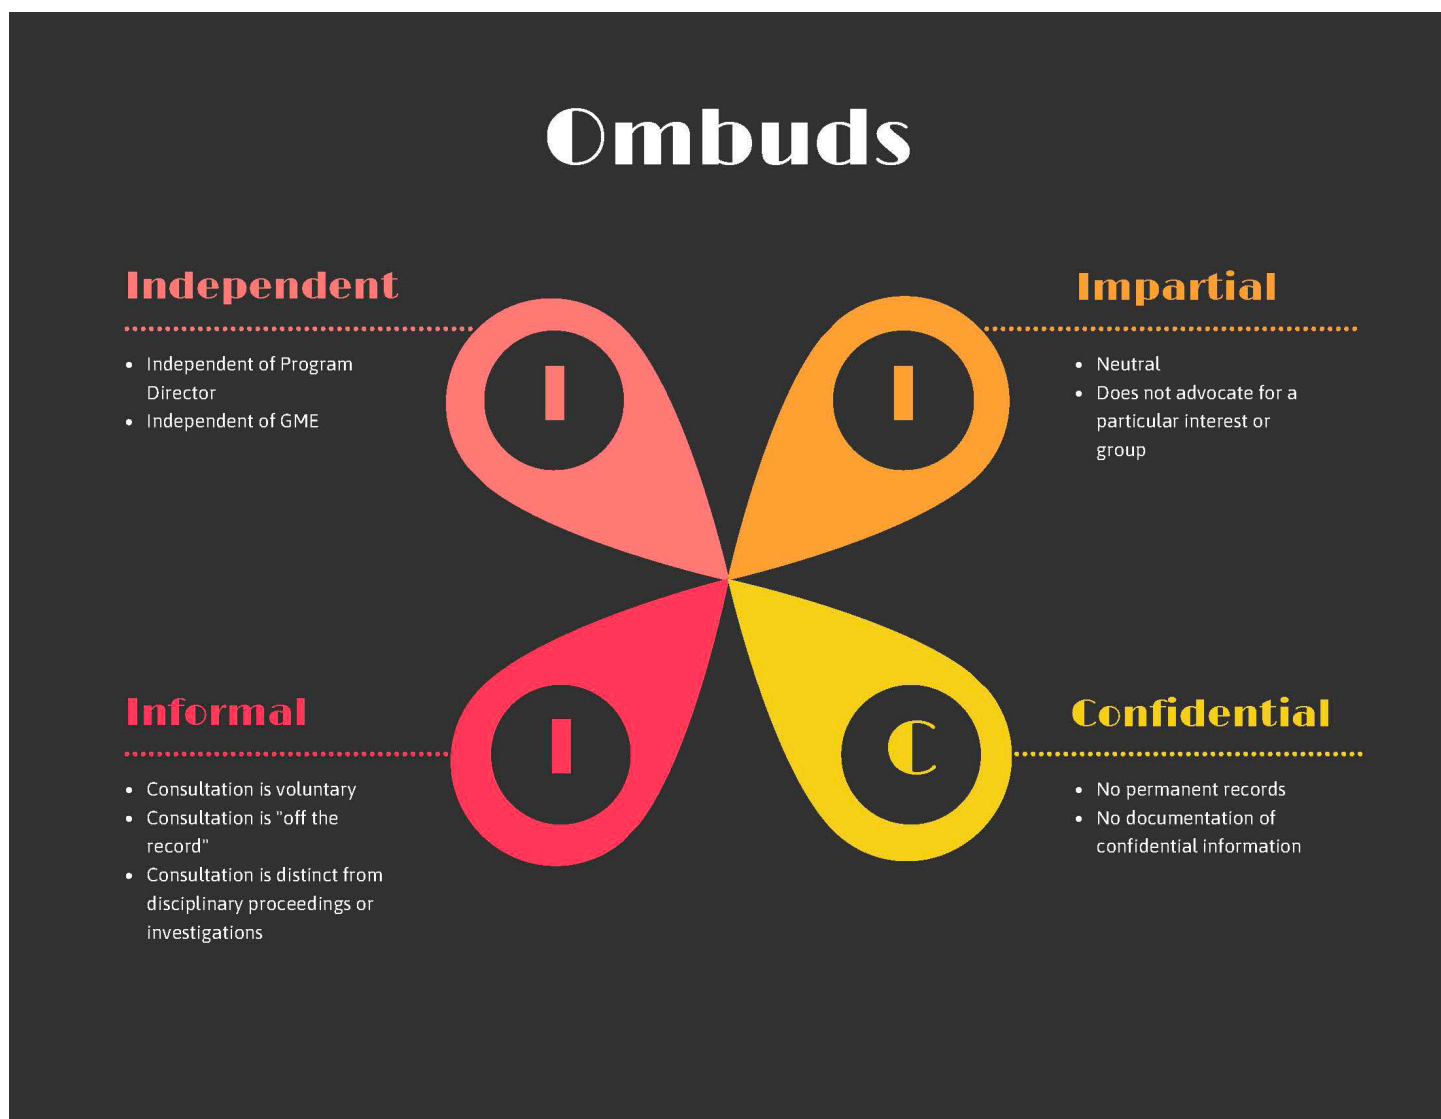 Ombuds
Independent
• Independent of Program
Director
• Independent of GME
I
I
Impartial
• Neutral
• Does not advocate for a
particular interest or
group
Informal
• Consultation is voluntary
• Consultation is "off the
record"
• Consultation is distinct from
disciplinary proceedings or
investigations
I
C
Confidential
• No permanent records
• No documentation of
confidential information